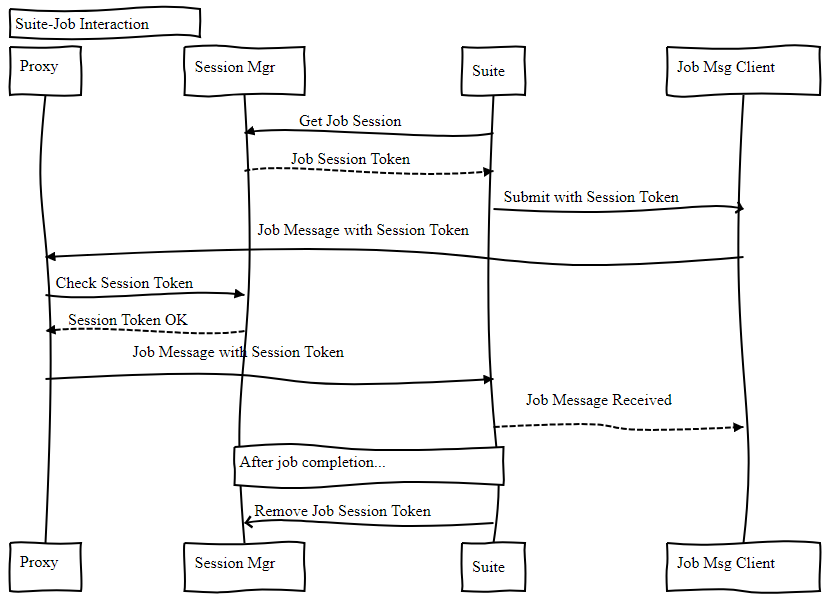 Suite-Job Interaction
Proxy
Session Mgr
Suite
Job Msg Client
Get Job Session
Job Session Token
Submit with Session Token
Job Message with Session Token
Check Session Token
Session Token OK
Job Message with Session Token
Job Message Received
After job completion...
Remove Job Session Token
Proxy
Session Mgr
Suite
Job Msg Client